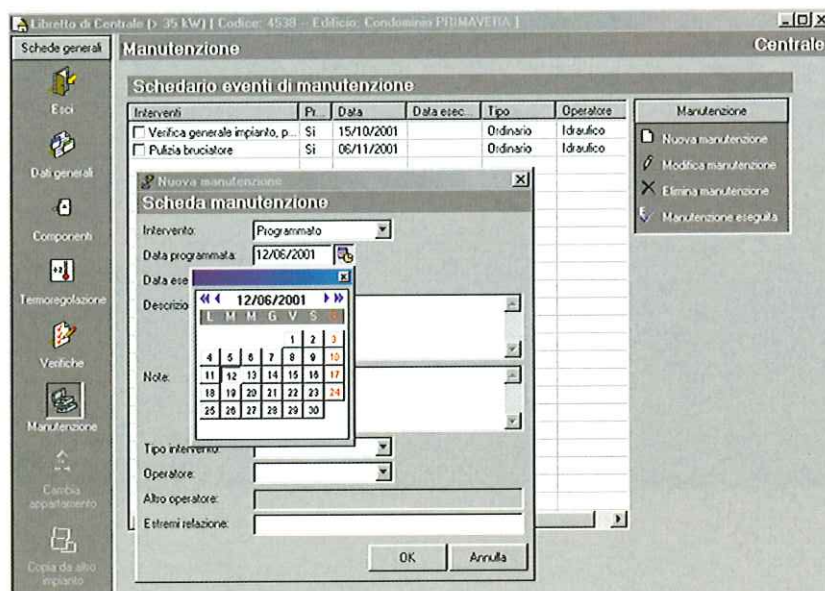 Libretto di Centrale (> 35 kW) [ Codice: 4538 - Edificio: Condominio PRIMAVERA ]
Schede generali
Manutenzione
Centrale
Esci
Dati generali
Componenti
Termoregolazione
Verifiche
Manutenzione
Cambia
appartamento
Copia da altro
impianto
Schedario eventi di manutenzione
Interventi Pr... Data Data esec... Tipo Operatore
Verifica generale impianto, p... Si 15/10/2001 Ordinario Idraulico
Pulizia bruciatore Si 06/11/2001 Ordinario Idraulico
Manutenzione
Nuova manutenzione
Modifica manutenzione
Elimina manutenzione
Manutenzione eseguita
Nuova manutenzione
Scheda manutenzione
Intervento: Programmato
Data programmata: 12/06/2001
Data ese
Descrizio
12/06/2001
L M M G V S
1 2 3
4 5 6 7 8 9 10
11 12 13 14 15 16 17
18 19 20 21 22 23 24
25 26 27 28 29 30
Note:
Tipo intervento:
Operatore:
Altro operatore:
Estremi relazione:
OK Annulla